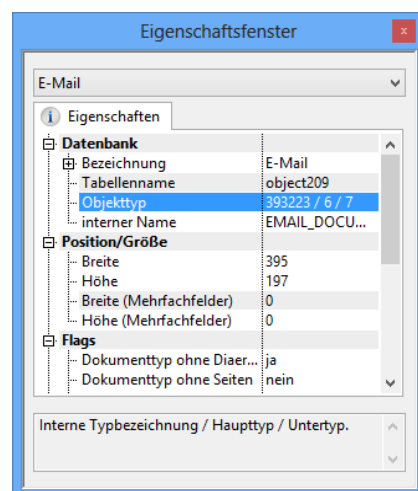 Eigenschaftsfenster
x
E-Mail
i Eigenschaften
Datenbank
Bezeichnung E-Mail
Tabellenname object209
Objekttyp 393223 / 6 / 7
interner Name EMAIL_DOCU...
Position/Größe
Breite 395
Höhe 197
Breite (Mehrfachfelder) 0
Höhe (Mehrfachfelder) 0
Flags
Dokumenttyp ohne Diaer... ja
Dokumenttyp ohne Seiten nein
Interne Typbezeichnung / Haupttyp / Untertyp.